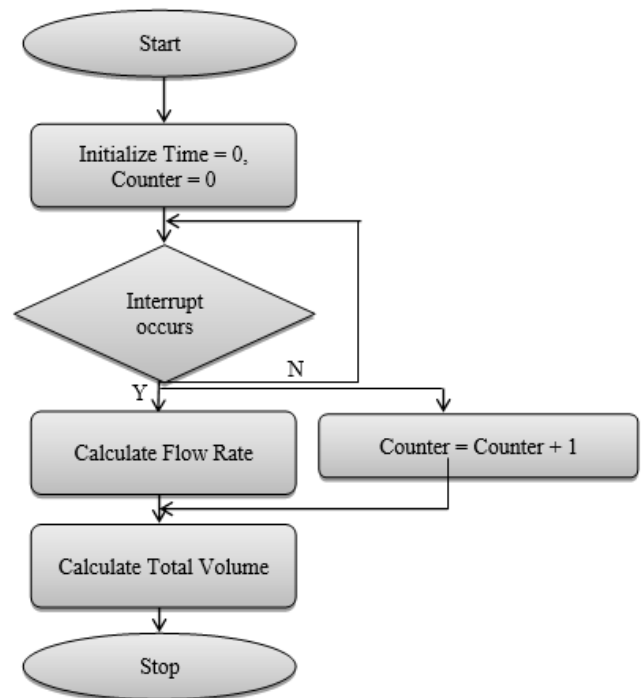 Start
Initialize Time = 0,
Counter = 0
Interrupt
occurs
N
Y
Calculate Flow Rate
Counter = Counter + 1
Calculate Total Volume
Stop